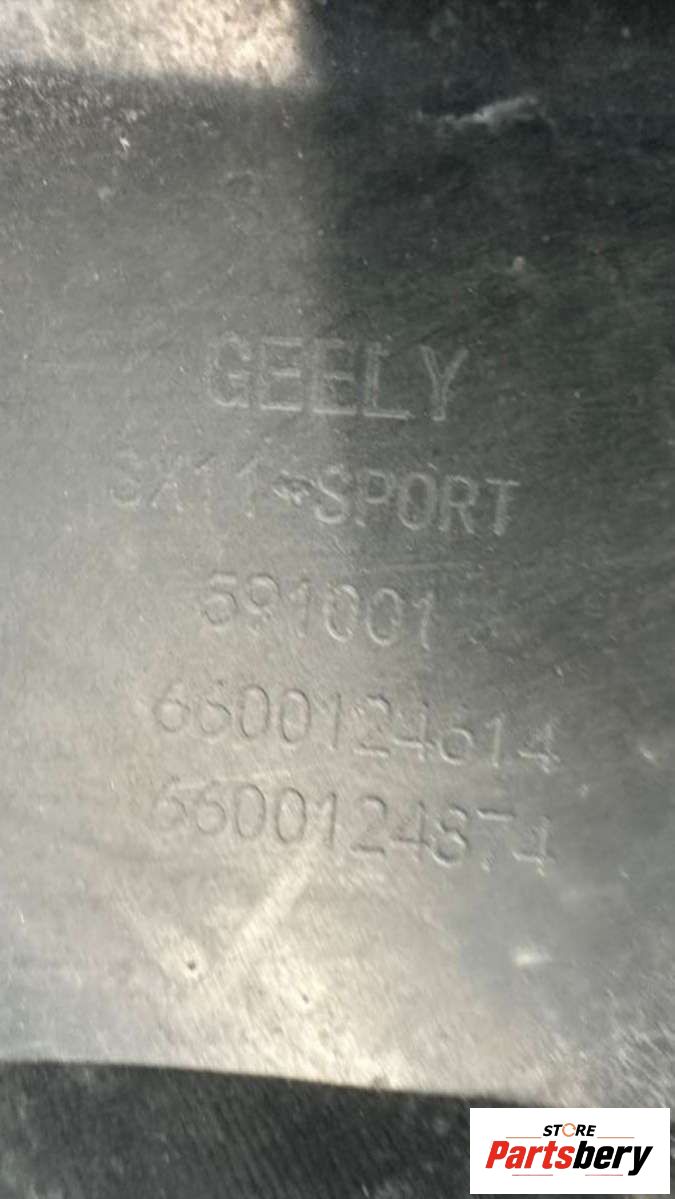 GEELY
SX11-SPORT
591001
6600124614
6600124874
STORE
Partsbery